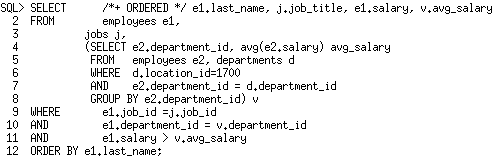 SQL> SELECT /*+ ORDERED */ e1.last_name, j.job_title, e1.salary, v.avg_salary
2 FROM employees e1,
3 jobs j,
4 (SELECT e2.department_id, avg(e2.salary) avg_salary
5 FROM employees e2, departments d
6 WHERE d.location_id=1700
7 AND e2.department_id = d.department_id
8 GROUP BY e2.department_id) v
9 WHERE e1.job_id =j.job_id
10 AND e1.department_id = v.department_id
11 AND e1.salary > v.avg_salary
12 ORDER BY e1.last_name;